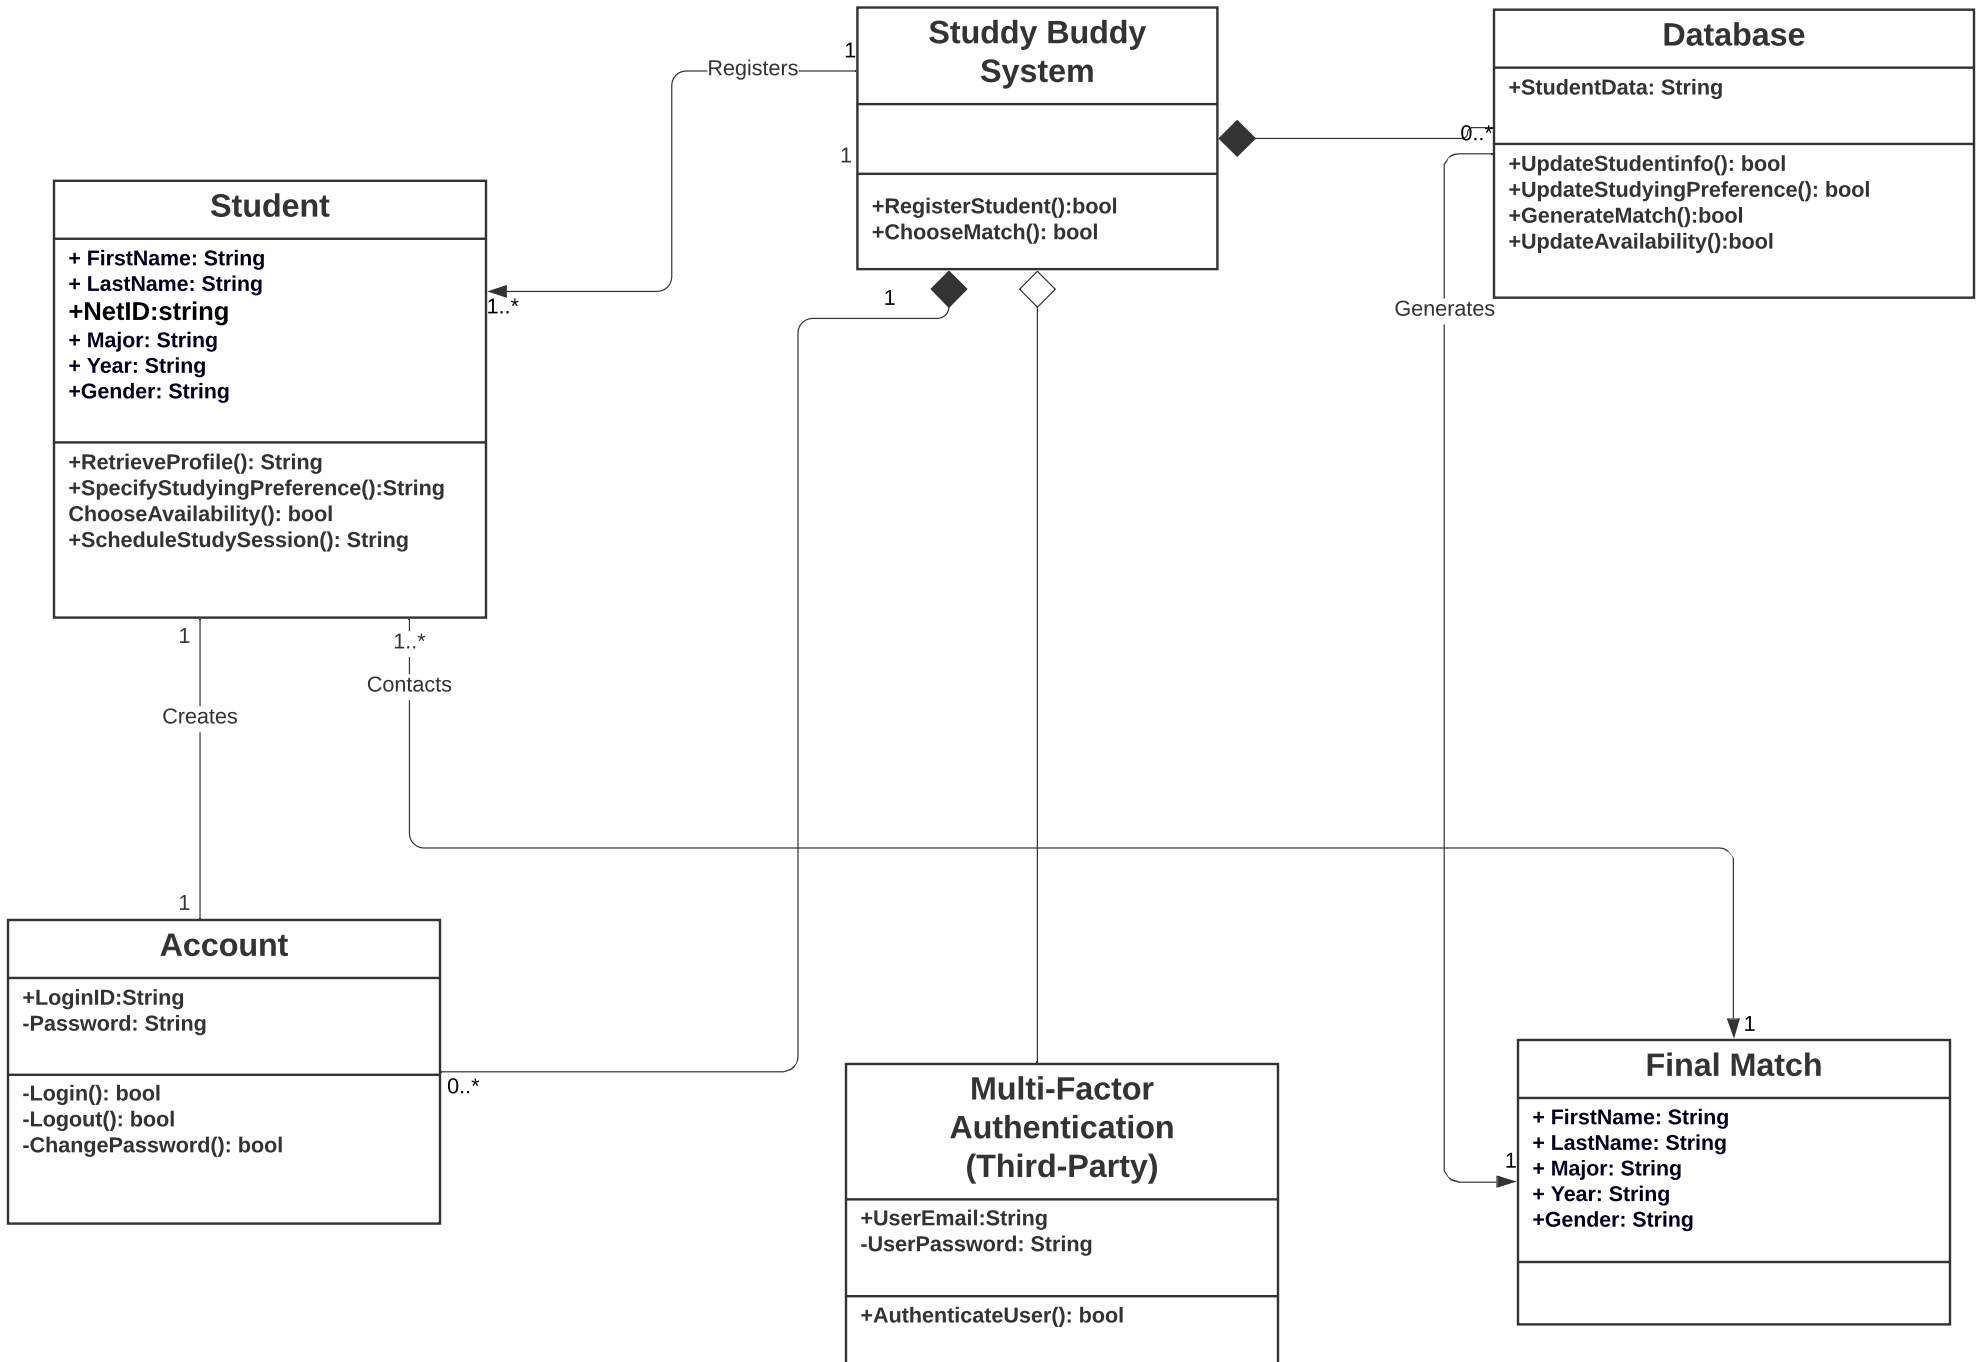 Studdy Buddy
System
+RegisterStudent():bool
+ChooseMatch(): bool
1
1
Registers
1..*
Database
+StudentData: String
+UpdateStudentinfo(): bool
+UpdateStudyingPreference(): bool
+GenerateMatch():bool
+UpdateAvailability():bool
0..*
Generates
Student
+ FirstName: String
+ LastName: String
+NetID:string
+ Major: String
+ Year: String
+Gender: String
+RetrieveProfile(): String
+SpecifyStudyingPreference():String
ChooseAvailability(): bool
+ScheduleStudySession(): String
1
1..*
Contacts
Creates
1
1
Account
+LoginID:String
-Password: String
-Login(): bool
-Logout(): bool
-ChangePassword(): bool
0..*
Multi-Factor
Authentication
(Third-Party)
+UserEmail:String
-UserPassword: String
+AuthenticateUser(): bool
1
1
Final Match
+ FirstName: String
+ LastName: String
+ Major: String
+ Year: String
+Gender: String